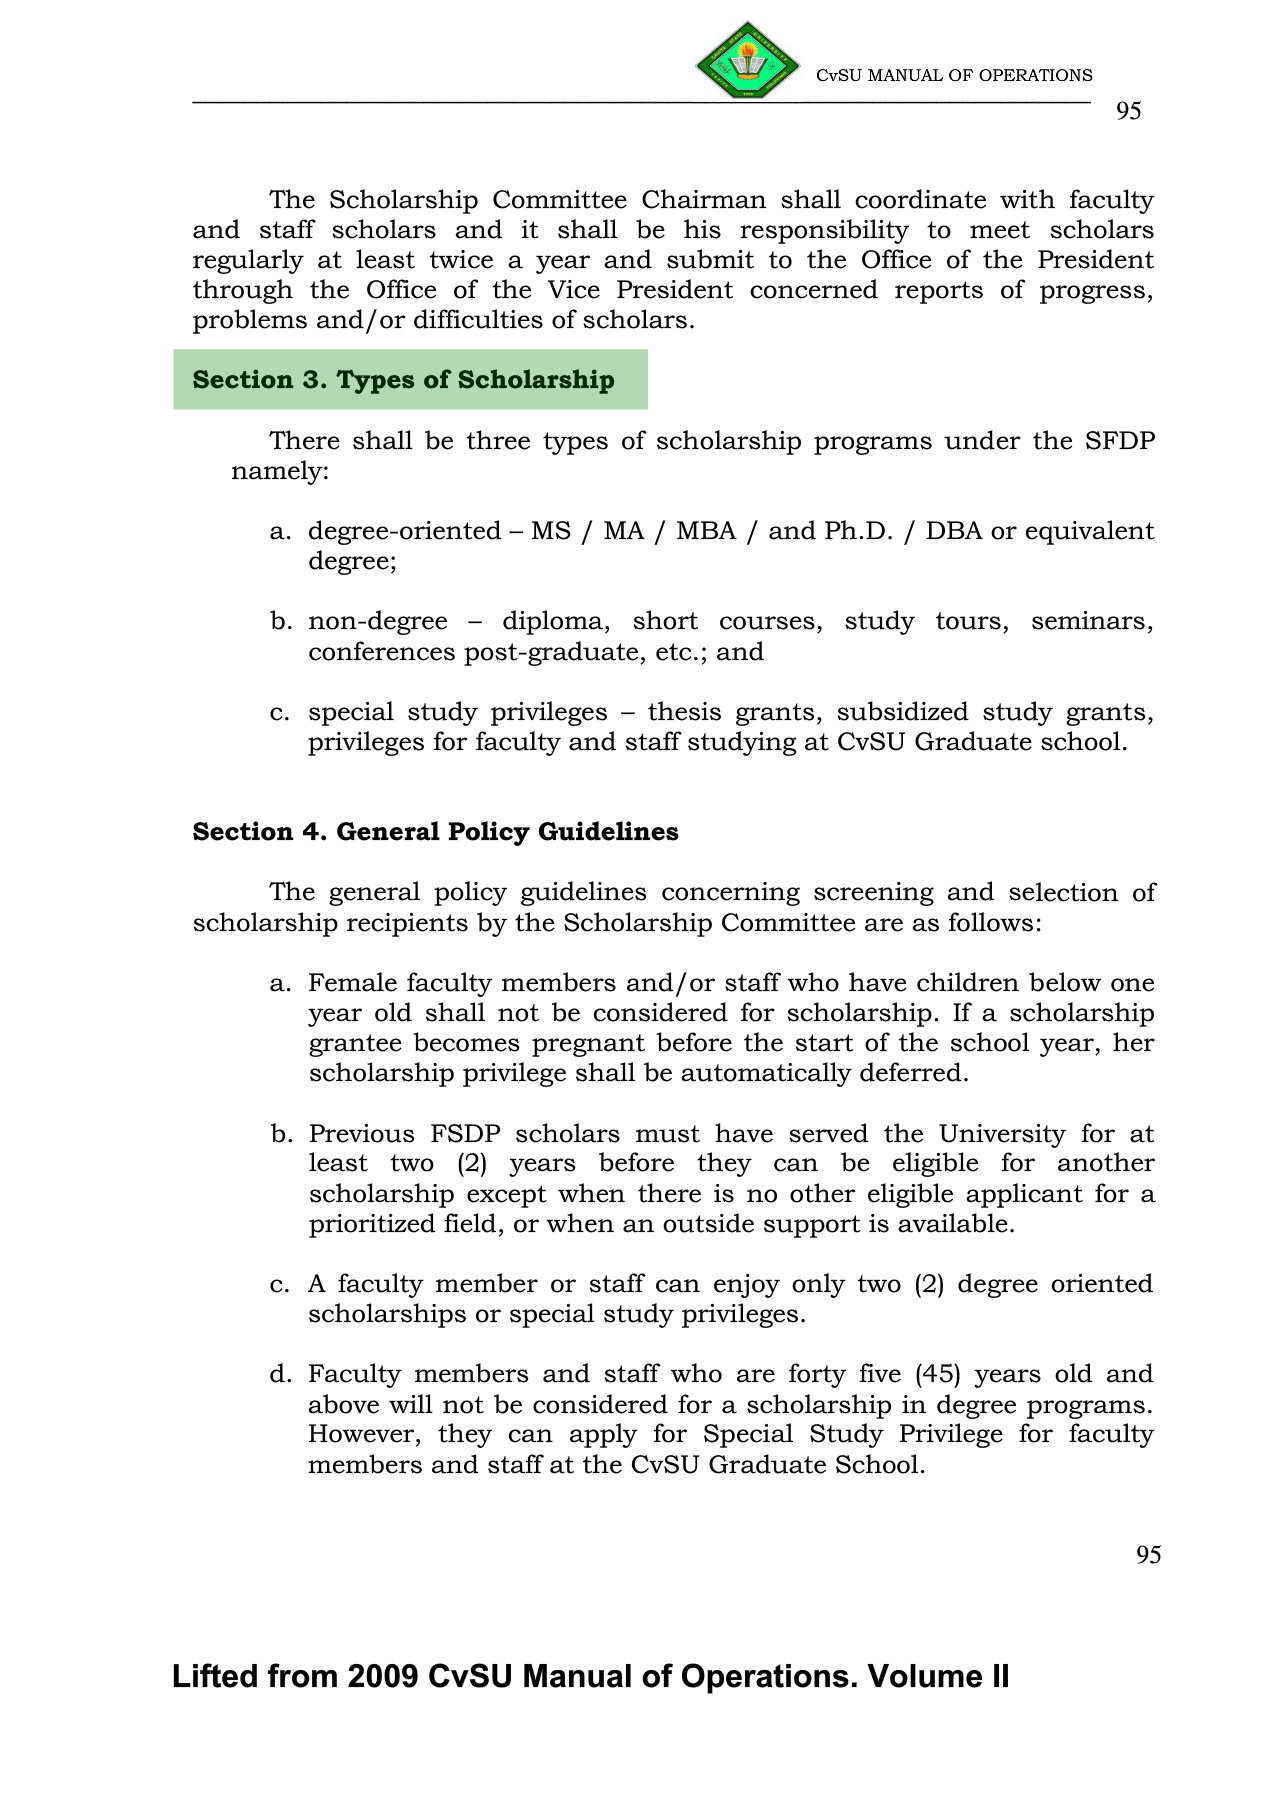 CvSU MANUAL OF OPERATIONS
95
The Scholarship Committee Chairman shall coordinate with faculty
and staff scholars and it shall be his responsibility to meet scholars
regularly at least twice a year and submit to the Office of the President
through the Office of the Vice President concerned reports of progress,
problems and/or difficulties of scholars.
Section 3. Types of Scholarship
There shall be three types of scholarship programs under the SFDP
namely:
a. degree-oriented – MS / MA / MBA / and Ph.D. / DBA or equivalent
degree;
b. non-degree – diploma, short courses, study tours, seminars,
conferences post-graduate, etc.; and
c. special study privileges – thesis grants, subsidized study grants,
privileges for faculty and staff studying at CvSU Graduate school.
Section 4. General Policy Guidelines
The general policy guidelines concerning screening and selection of
scholarship recipients by the Scholarship Committee are as follows:
a. Female faculty members and/or staff who have children below one
year old shall not be considered for scholarship. If a scholarship
grantee becomes pregnant before the start of the school year, her
scholarship privilege shall be automatically deferred.
b. Previous FSDP scholars must have served the University for at
least two (2) years before they can be eligible for another
scholarship except when there is no other eligible applicant for a
prioritized field, or when an outside support is available.
c. A faculty member or staff can enjoy only two (2) degree oriented
scholarships or special study privileges.
d. Faculty members and staff who are forty five (45) years old and
above will not be considered for a scholarship in degree programs.
However, they can apply for Special Study Privilege for faculty
members and staff at the CvSU Graduate School.
95
Lifted from 2009 CvSU Manual of Operations. Volume II